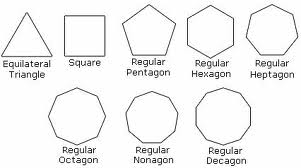 Equilateral
Triangle
Square
Regular
Pentagon
Regular
Hexagon
Regular
Heptagon
Regular
Octagon
Regular
Nonagon
Regular
Decagon